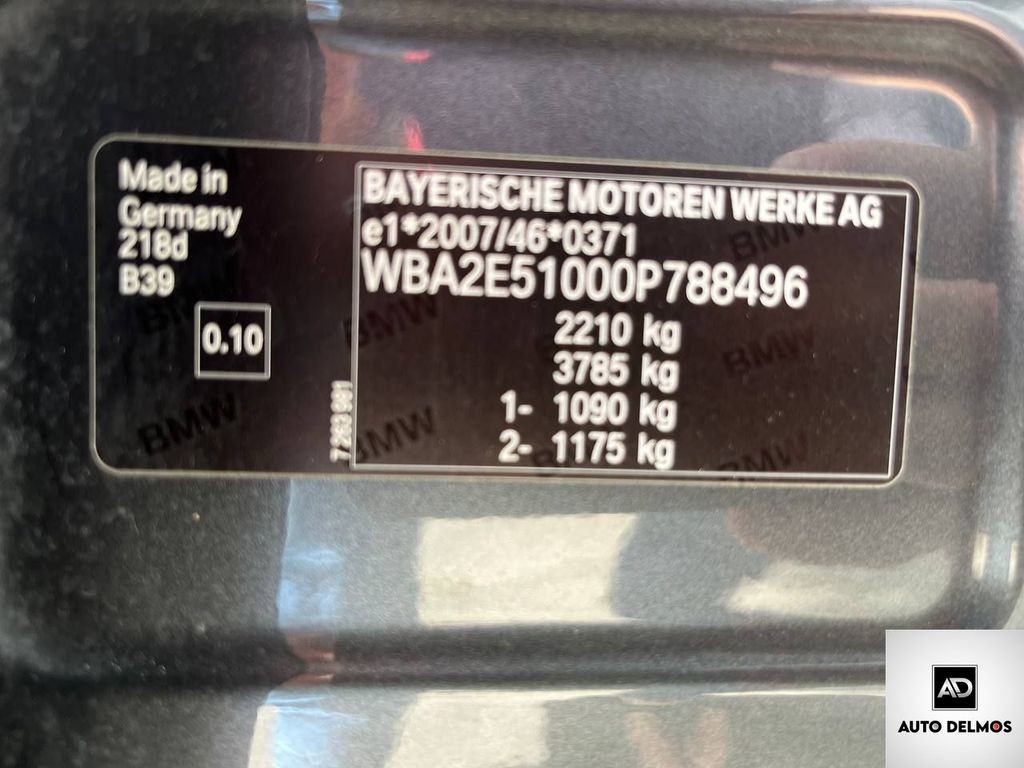 Made in
Germany
218d
B39
0.10
BAYERISCHE MOTOREN WERKE AG
e1*2007/46*0371
WBA2E51000P788496
2210 kg
3785 kg
1- 1090 kg
2- 1175 kg
BMW
BMW
BMW
BMW
BMW
BMW
AD
AUTO DELMOS